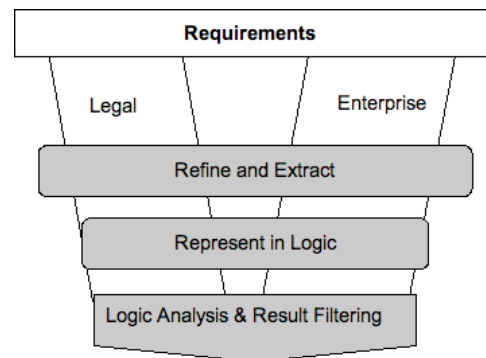 Requirements
Legal
Enterprise
Refine and Extract
Represent in Logic
Logic Analysis & Result Filtering